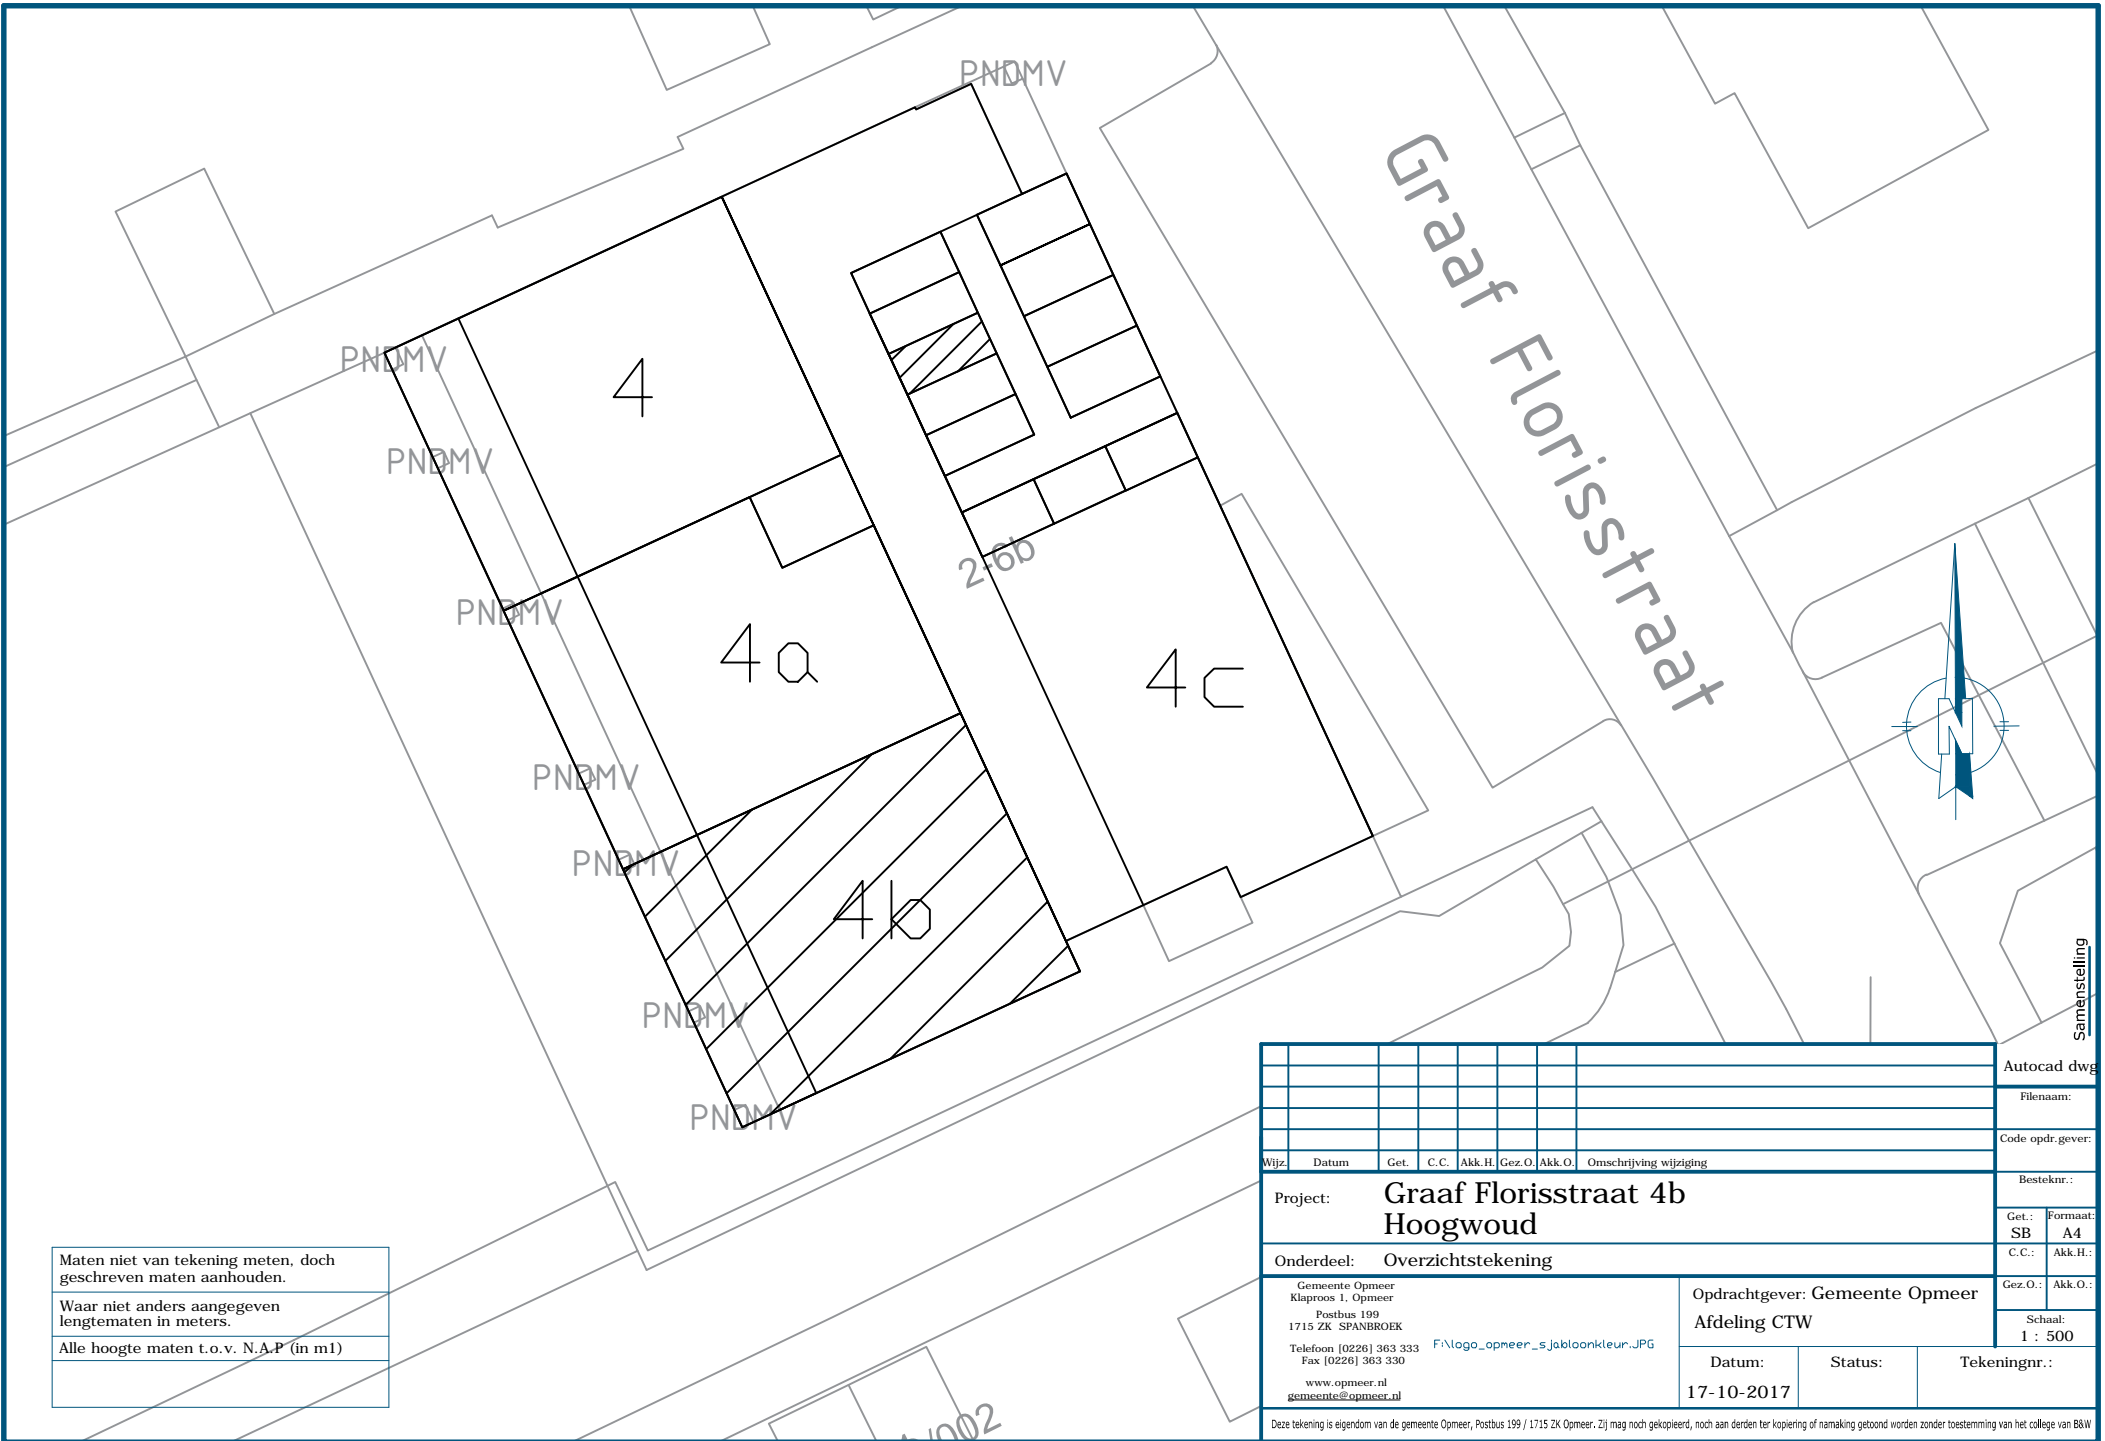 PNDMV
Graaf Florisstraat
PNDMV
4
PNDMV
2-6b
PNDMV
4a
4c
PNDMV
PNDMV
4b
PNDMV
PNDMV
N
Samenstelling
Maten niet van tekening meten, doch
geschreven maten aanhouden.
Waar niet anders aangegeven
lengtematen in meters.
Alle hoogte maten t.o.v. N.A.P (in m1)
/002
Wijz. Datum Get. C.C. Akk.H. Gez.O. Akk.O. Omschrijving wijziging
Project: Graaf Florisstraat 4b
Hoogwoud
Onderdeel: Overzichtstekening
Gemeente Opmeer
Klaproos 1, Opmeer
Postbus 199
1715 ZK SPANBROEK
Telefoon [0226] 363 333
Fax [0226] 363 330
www.opmeer.nl
gemeente@opmeer.nl
F:\logo_opmeer_sjabloonkleur.JPG
Opdrachtgever: Gemeente Opmeer
Afdeling CTW
Datum:
17-10-2017
Status:
Tekeningnr.:
Autocad dwg
Filenaam:
Code opdr.gever:
Besteknr.:
Get.: Formaat:
SB A4
C.C.: Akk.H.:
Gez.O.: Akk.O.:
Schaal:
1 : 500
Deze tekening is eigendom van de gemeente Opmeer, Postbus 199 / 1715 ZK Opmeer. Zij mag noch gekopierd, noch aan derden ter kopiering of namaking getoond worden zonder toestemming van het college van B&W